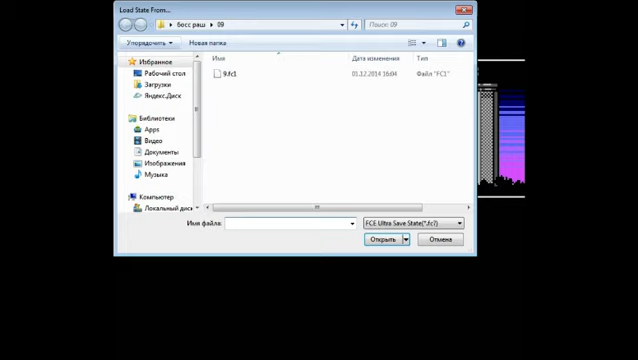 Load State From...
босс раш ▸ 09
Поиск: 09
Упорядочить
Новая папка
Имя
Дата изменения
Тип
Избранное
Рабочий стол
Загрузки
Яндекс.Диск
Библиотеки
Apps
Видео
Документы
Изображения
Музыка
Компьютер
Локальный диск
9.fc1
01.12.2014 16:04
Файл "FC1"
Имя файла:
FCE Ultra Save State(*.fc?)
Открыть
Отмена